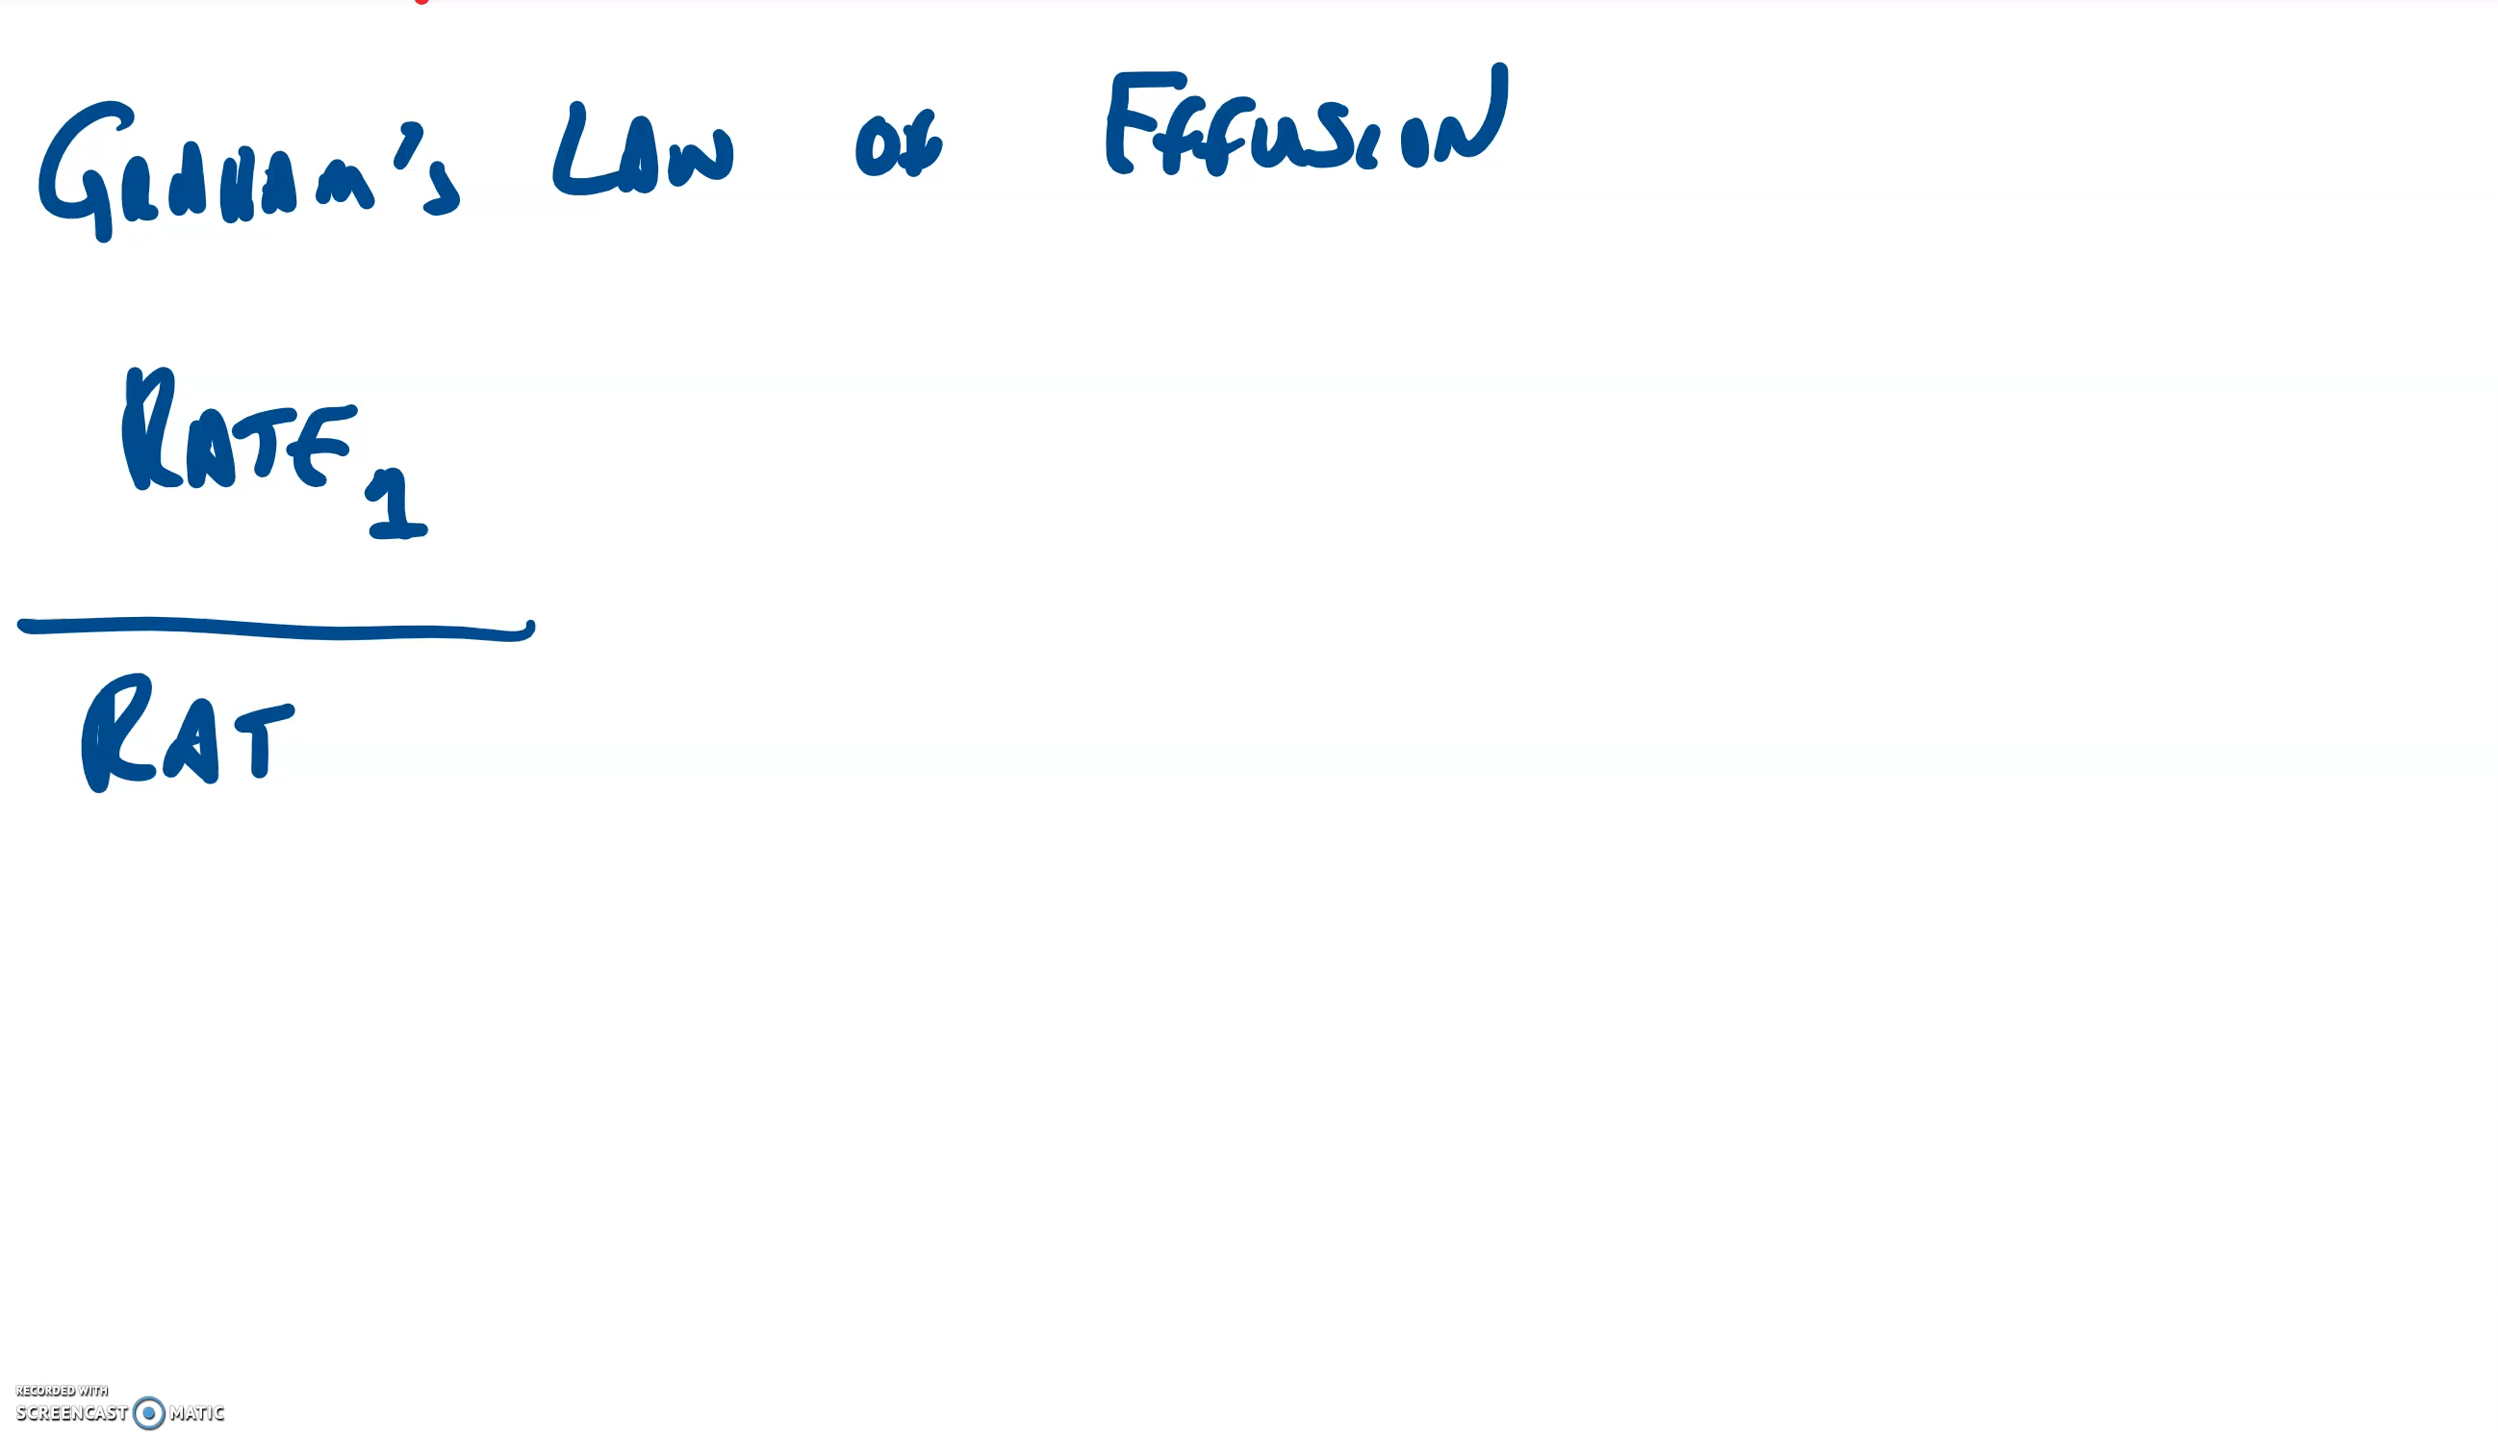 GRAHAM'S LAW OF EFFUSION
RATE1
RAT
RECORDED WITH
SCREENCAST MATIC